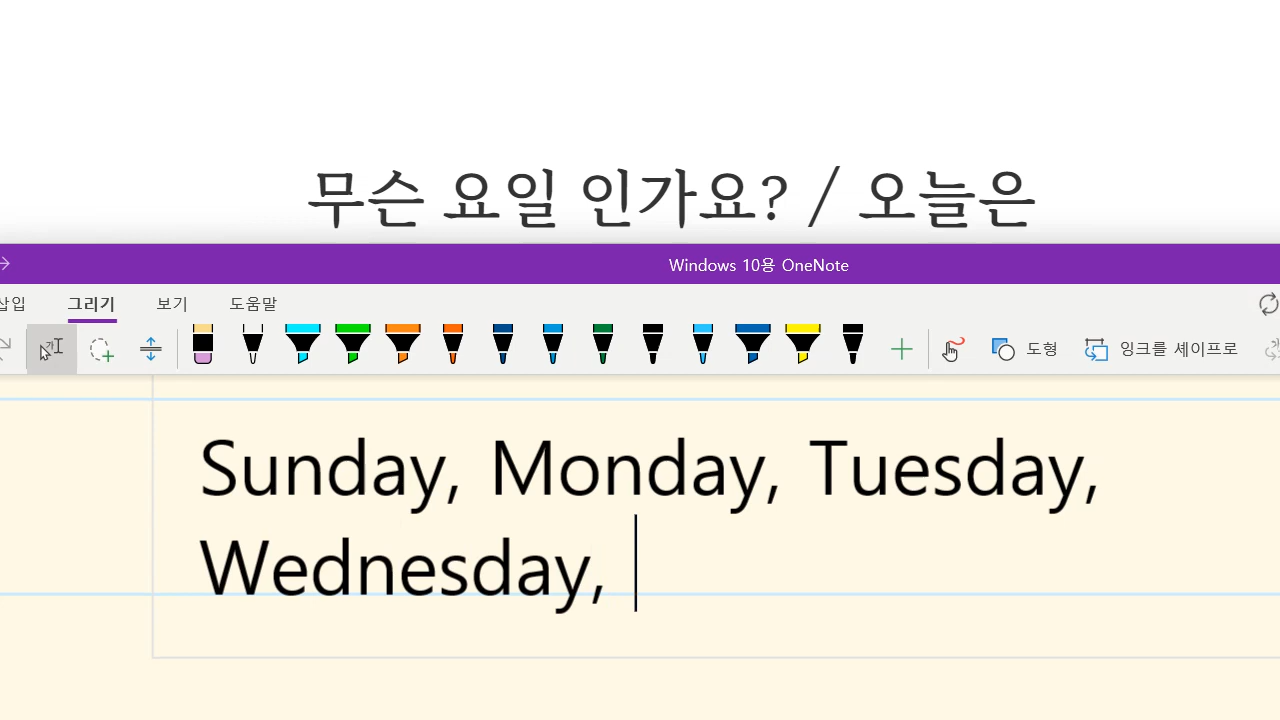 무슨 요일 인가요? / 오늘은
Windows 10용 OneNote
삽입 그리기 보기 도움말
도형 잉크를 셰이프로
Sunday, Monday, Tuesday,
Wednesday,